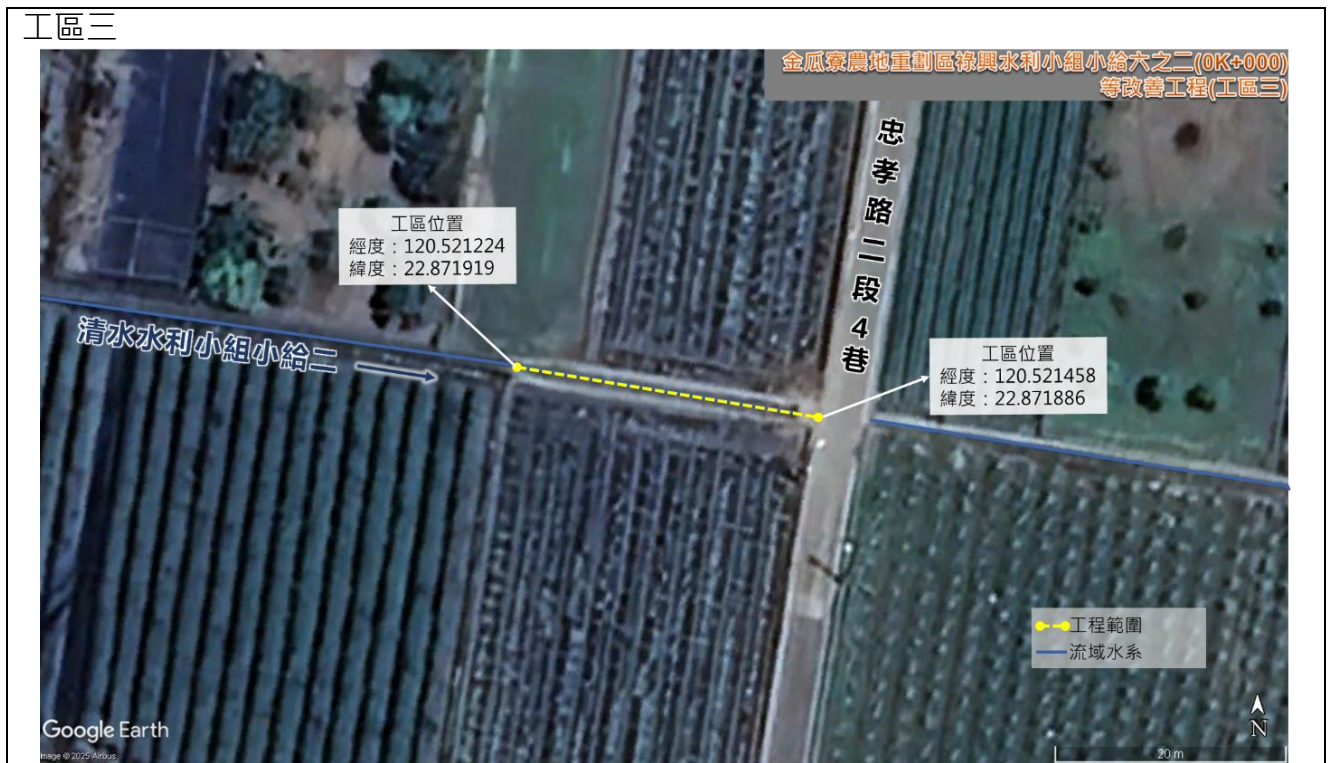 工區三
金瓜寮農地重劃區祿興水利小組小給六之二(0K+000)
等改善工程(工區三)
忠孝路二段4巷
工區位置
經度：120.521224
緯度：22.871919
清水水利小組小給二
工區位置
經度：120.521458
緯度：22.871886
工程範圍
流域水系
Google Earth
Image © 2025 Airbus
N
20 m